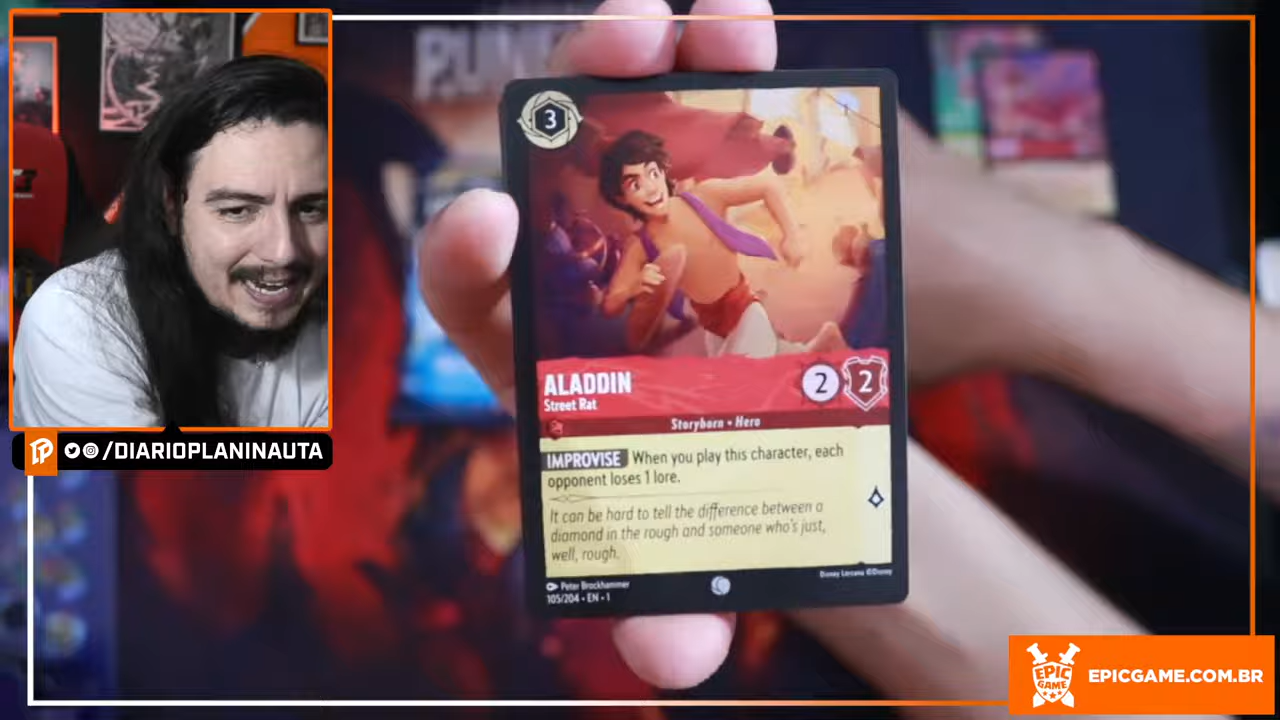 3
ALADDIN
Street Rat
2 2
Storyborn • Hero
IMPROVISE When you play this character, each
opponent loses 1 lore.
It can be hard to tell the difference between a
diamond in the rough and someone who's just,
well, rough.
Peter Brockhammer
105/204 • EN • 1
Disney Lorcana ©Disney
/DIARIOPLANINAUTA
EPIC
GAME
EPICGAME.COM.BR